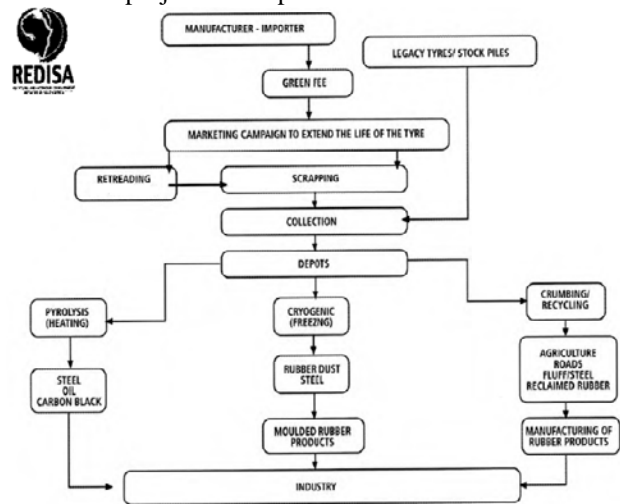 REDISA
MANUFACTURER - IMPORTER
LEGACY TYRES/ STOCK PILES
GREEN FEE
MARKETING CAMPAIGN TO EXTEND THE LIFE OF THE TYRE
RETREADING
SCRAPPING
COLLECTION
DEPOTS
PYROLYSIS
(HEATING)
CRYOGENIC
(FREEZNG)
CRUMBING/
RECYCLING
STEEL
OIL
CARBON BLACK
RUBBER DUST
STEEL
AGRICULTURE
ROADS
FLUFF/STEEL
RECLAIMED RUBBER
MOULDED RUBBER
PRODUCTS
MANUFACTURING OF
RUBBER PRODUCTS
INDUSTRY